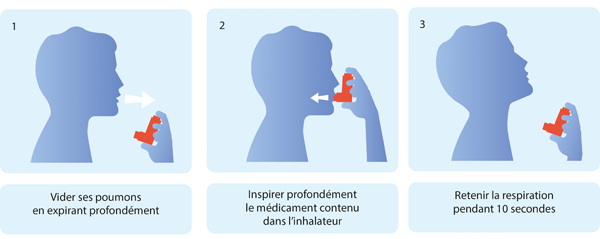 1
2
3
Vider ses poumons
en expirant profondément
Inspirer profondément
le médicament contenu
dans l'inhalateur
Retenir la respiration
pendant 10 secondes